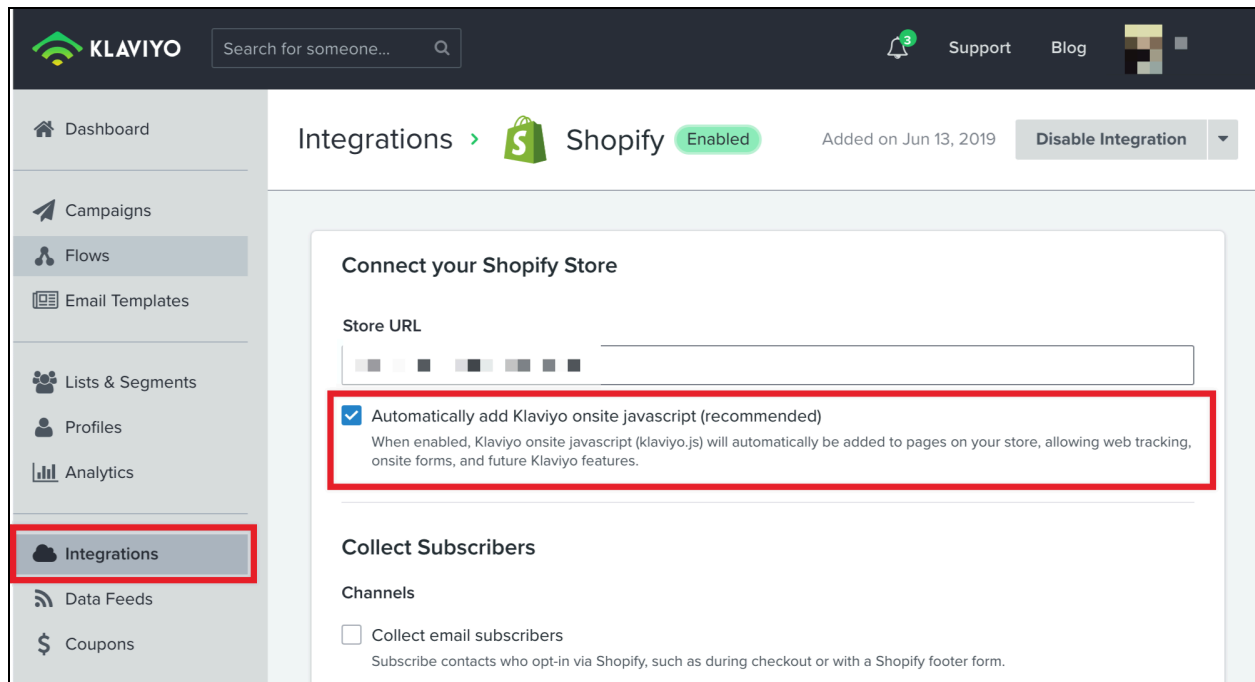 KLAVIYO
Search for someone...
3
Support
Blog
Dashboard
Campaigns
Flows
Email Templates
Lists & Segments
Profiles
Analytics
Integrations
Data Feeds
$ Coupons
Integrations > Shopify Enabled
Added on Jun 13, 2019
Disable Integration
Connect your Shopify Store
Store URL
Automatically add Klaviyo onsite javascript (recommended)
When enabled, Klaviyo onsite javascript (klaviyo.js) will automatically be added to pages on your store, allowing web tracking,
onsite forms, and future Klaviyo features.
Collect Subscribers
Channels
Collect email subscribers
Subscribe contacts who opt-in via Shopify, such as during checkout or with a Shopify footer form.